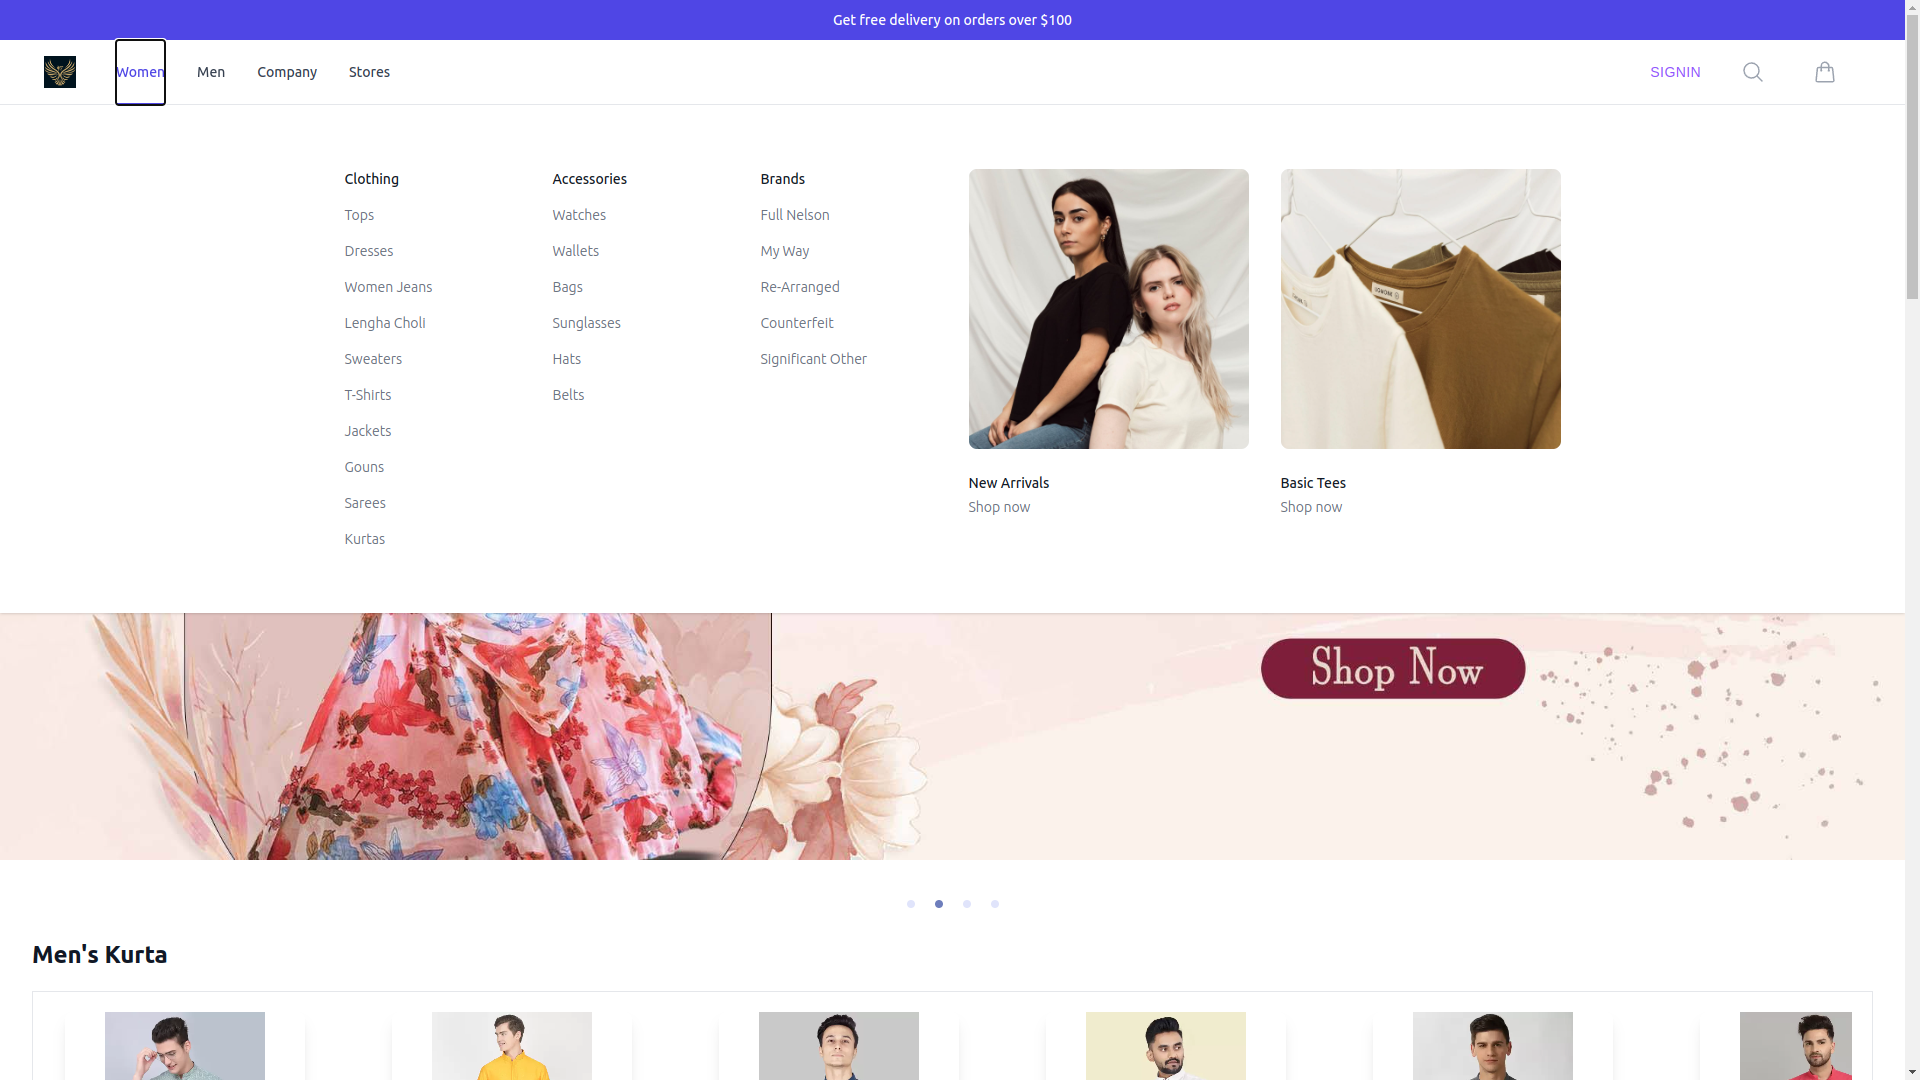 Get free delivery on orders over $100
Women
Men
Company
Stores
SIGNIN
Clothing
Tops
Dresses
Women Jeans
Lengha Choli
Sweaters
T-Shirts
Jackets
Gouns
Sarees
Kurtas
Accessories
Watches
Wallets
Bags
Sunglasses
Hats
Belts
Brands
Full Nelson
My Way
Re-Arranged
Counterfeit
Significant Other
New Arrivals
Shop now
Basic Tees
Shop now
Shop Now
Men's Kurta